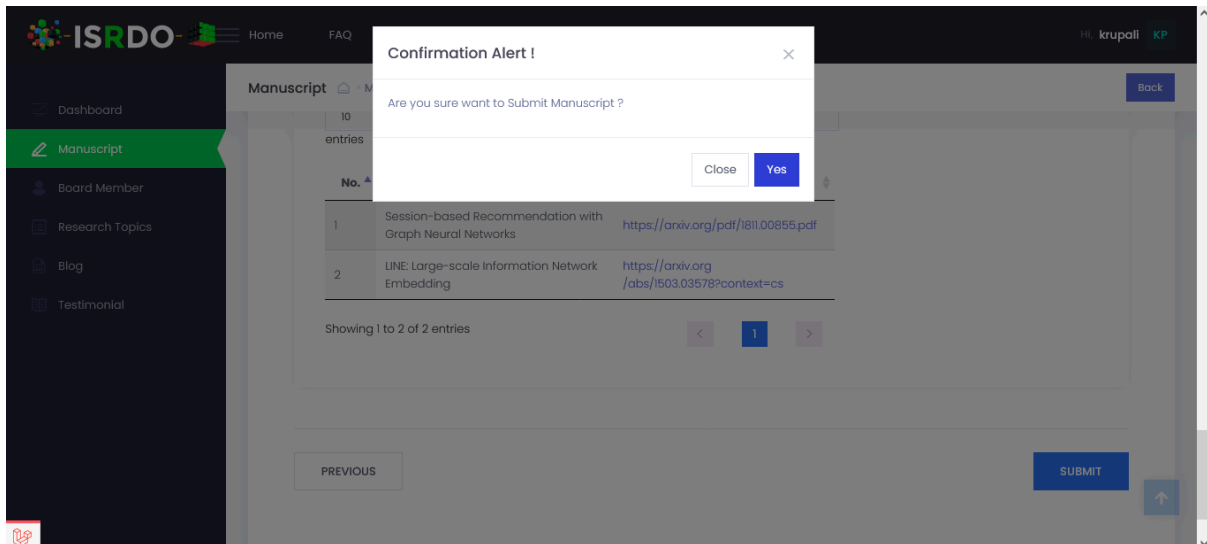 -ISRDO-
Home FAQ
Hi, krupali KP
Confirmation Alert !
Are you sure want to Submit Manuscript ?
Close Yes
Manuscript
Back
Dashboard
Manuscript
Board Member
Research Topics
Blog
Testimonial
10
entries
No.
1 Session-based Recommendation with
Graph Neural Networks
https://arxiv.org/pdf/1811.00855.pdf
2 LINE: Large-scale Information Network
Embedding
https://arxiv.org
/abs/1503.03578?context=cs
Showing 1 to 2 of 2 entries
< 1 >
PREVIOUS
SUBMIT